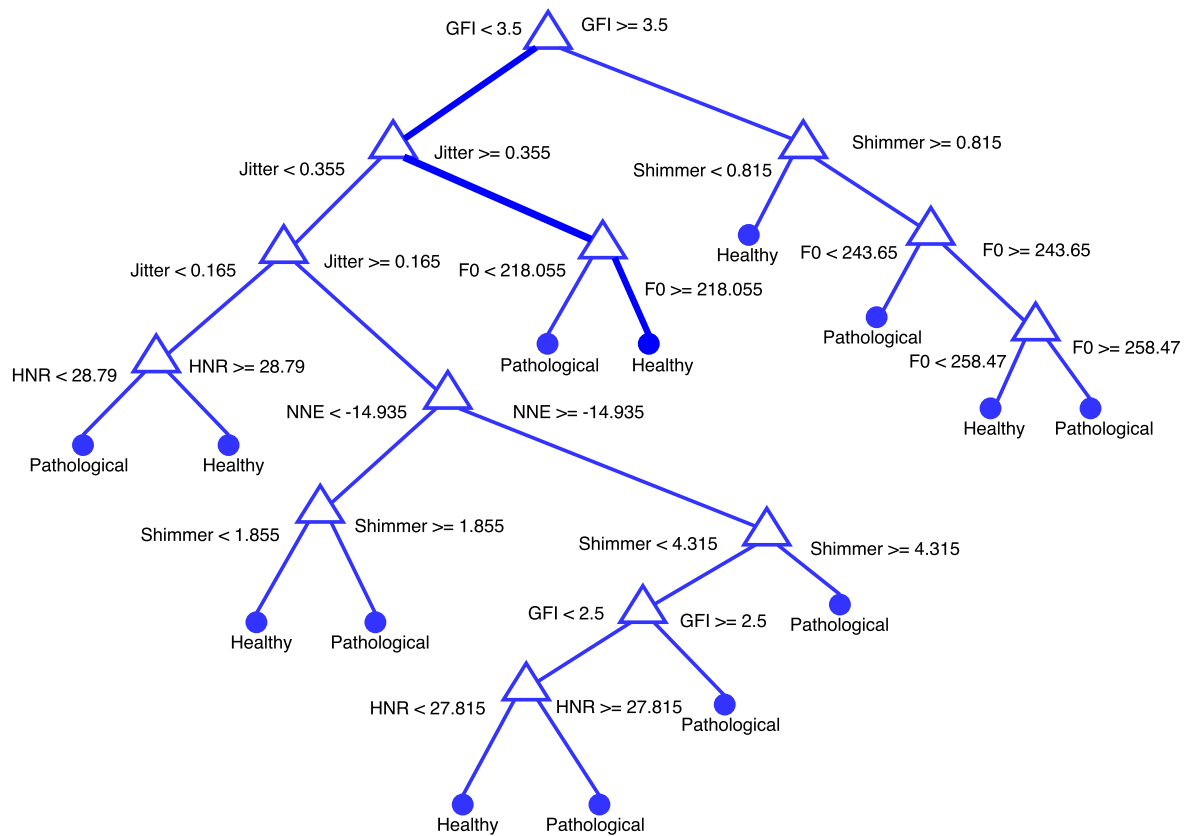 GFI < 3.5
GFI >= 3.5
Jitter < 0.355
Jitter >= 0.355
Shimmer < 0.815
Shimmer >= 0.815
Jitter < 0.165
Jitter >= 0.165
F0 < 218.055
F0 >= 218.055
Healthy
F0 < 243.65
F0 >= 243.65
Pathological
Healthy
Pathological
F0 < 258.47
F0 >= 258.47
HNR < 28.79
HNR >= 28.79
NNE < -14.935
NNE >= -14.935
Healthy
Pathological
Pathological
Healthy
Shimmer < 1.855
Shimmer >= 1.855
Shimmer < 4.315
Shimmer >= 4.315
Healthy
Pathological
GFI < 2.5
GFI >= 2.5
Pathological
HNR < 27.815
HNR >= 27.815
Pathological
Healthy
Pathological